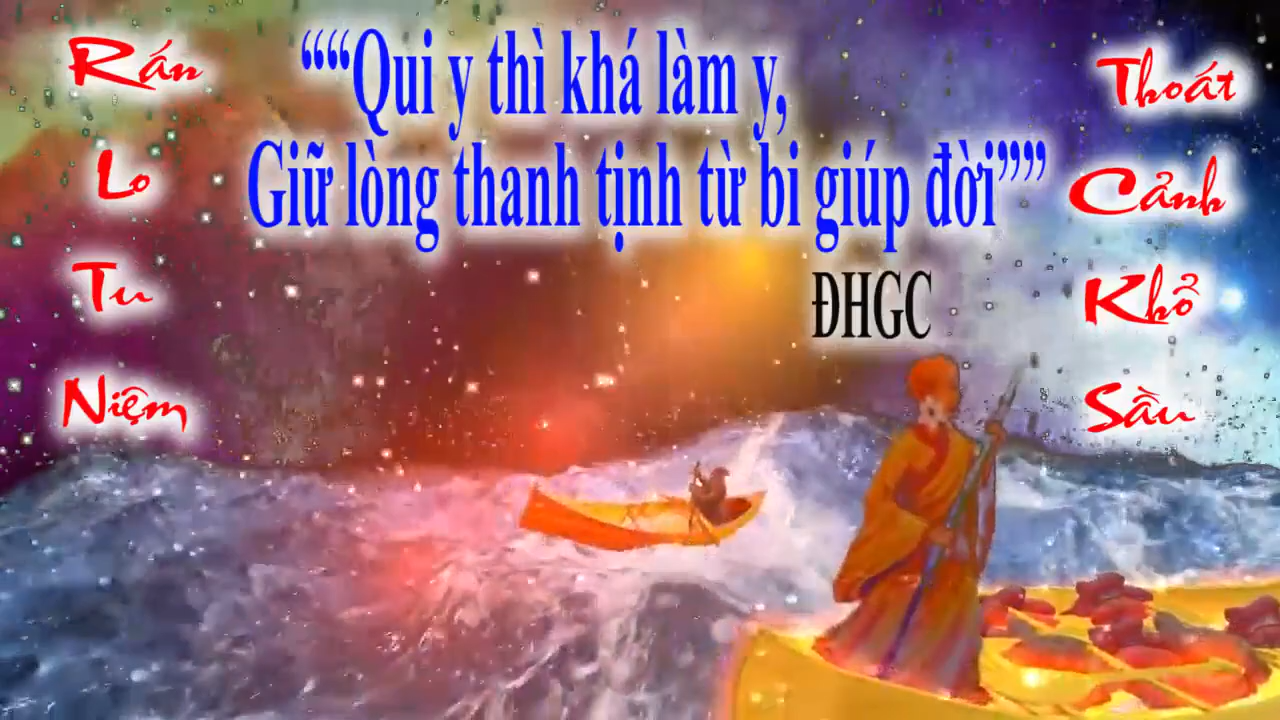 ““Qui y thì khá làm y,
Giữ lòng thanh tịnh từ bi giúp đời””
ĐHGC
Rán
Lo
Tu
Niệm
Thoát
Cảnh
Khổ
Sầu